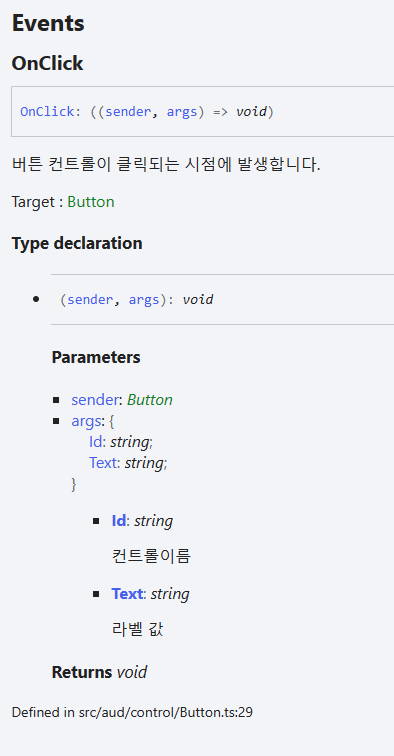 Events
OnClick
OnClick: ((sender, args) => void)
버튼 컨트롤이 클릭되는 시점에 발생합니다.
Target : Button
Type declaration
(sender, args): void
Parameters
sender: Button
args: {
Id: string;
Text: string;
}
Id: string
컨트롤이름
Text: string
라벨 값
Returns void
Defined in src/aud/control/Button.ts:29